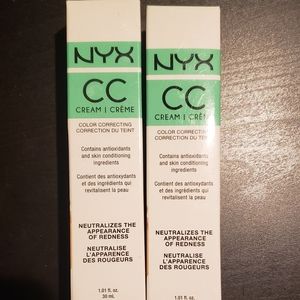 NYX
CC
CREAM | CRÈME
COLOR CORRECTING
CORRECTION DU TEINT
Contains antioxidants
and skin conditioning
ingredients
Contient des antioxydants
et des ingrédients qui
revitalisent la peau
NEUTRALIZES THE
APPEARANCE
OF REDNESS
NEUTRALISE
L'APPARENCE
DES ROUGEURS
1.01 fl. oz.
30 mL
NYX
CC
CREAM | CRÈME
COLOR CORRECTING
CORRECTION DU TEINT
Contains antioxidants
and skin conditioning
ingredients
Contient des antioxydants
et des ingrédients qui
revitalisent la peau
NEUTRALIZES THE
APPEARANCE
OF REDNESS
NEUTRALISE
L'APPARENCE
DES ROUGEURS
1.01 fl. oz.